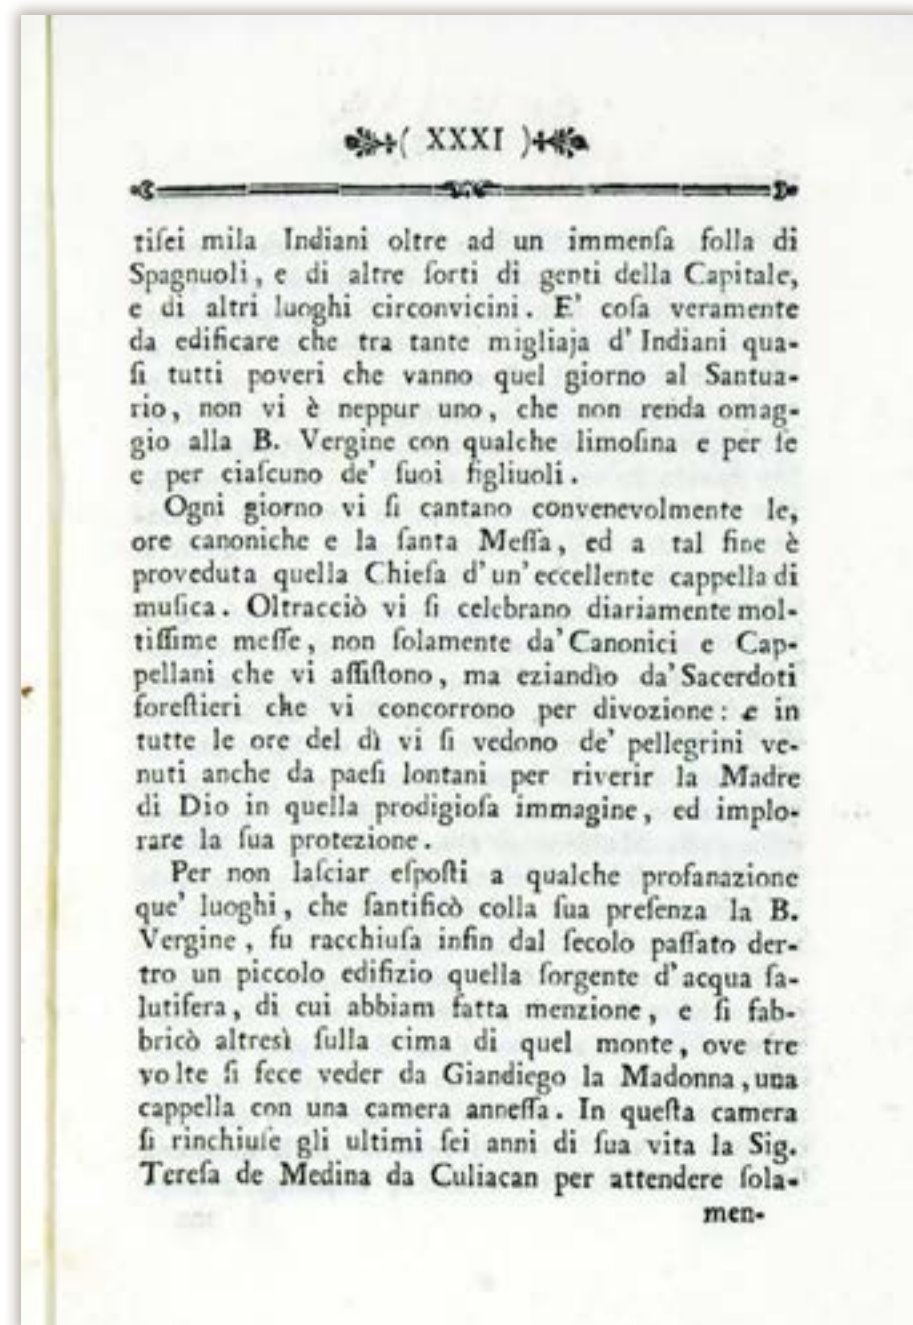 ( XXXI )
tiſei mila Indiani oltre ad un immenſa folla di
Spagnuoli, e di altre ſorti di genti della Capitale,
e di altri luoghi circonvicini. E' coſa veramente
da edificare che tra tante migliaja d' Indiani qua-
ſi tutti poveri che vanno quel giorno al Santua-
rio, non vi è neppur uno, che non renda omag-
gio alla B. Vergine con qualche limoſina e per ſe
e per ciaſcuno de' ſuoi figliuoli.
Ogni giorno vi ſi cantano convenevolmente le,
ore canoniche e la ſanta Meſſa, ed a tal fine è
proveduta quella Chieſa d'un'eccellente cappella di
muſica. Oltracciò vi ſi celebrano diariamente mol-
tiſſime meſſe, non ſolamente da'Canonici e Cap-
pellani che vi aſſiſtono, ma eziandìo da'Sacerdoti
foreſtieri che vi concorrono per divozione: e in
tutte le ore del dì vi ſi vedono de' pellegrini ve-
nuti anche da paeſi lontani per riverir la Madre
di Dio in quella prodigioſa immagine, ed implo-
rare la ſua protezione.
Per non laſciar eſpoſti a qualche profanazione
que' luoghi, che ſantificò colla ſua preſenza la B.
Vergine, fu racchiuſa infin dal ſecolo paſſato der-
tro un piccolo edifizio quella ſorgente d'acqua ſa-
lutifera, di cui abbiam fatta menzione, e ſi fab-
bricò altresì ſulla cima di quel monte, ove tre
volte ſi fece veder da Giandiego la Madonna, una
cappella con una camera anneſſa. In queſta camera
ſi rinchiuſe gli ultimi ſei anni di ſua vita la Sig.
Tereſa de Medina da Culiacan per attendere ſola-
men-